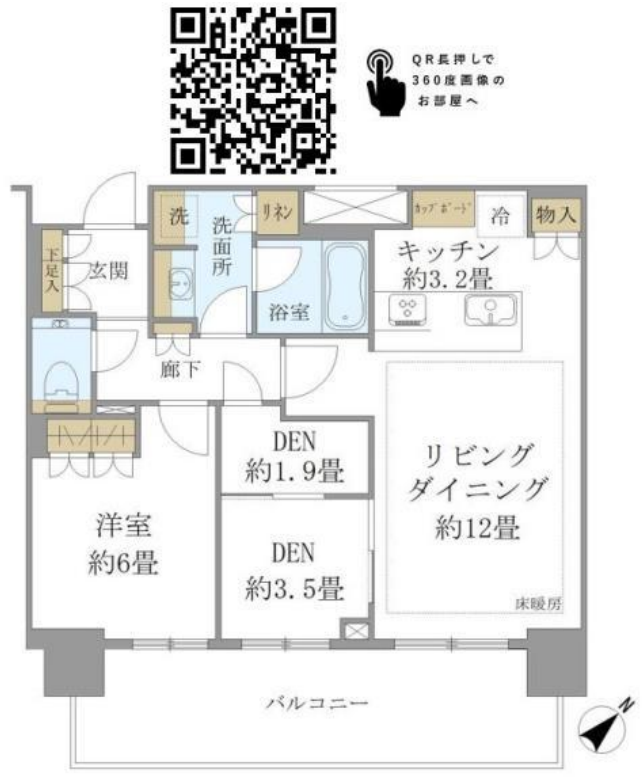 QR長押しで
360度画像の
お部屋へ
洗
洗面所
リネン
カップボード
冷
物入
下足入
玄関
浴室
キッチン
約3.2畳
廊下
DEN
約1.9畳
リビング
ダイニング
約12畳
洋室
約6畳
DEN
約3.5畳
床暖房
バルコニー
N